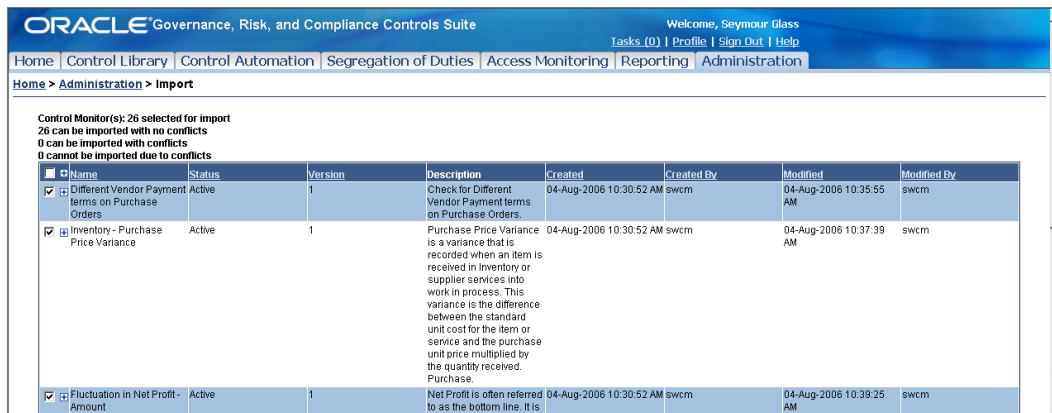 ORACLE Governance, Risk, and Compliance Controls Suite
Welcome, Seymour Glass
Tasks (0) | Profile | Sign Out | Help
Home Control Library Control Automation Segregation of Duties Access Monitoring Reporting Administration
Home > Administration > Import
Control Monitor(s): 26 selected for import
26 can be imported with no conflicts
0 can be imported with conflicts
0 cannot be imported due to conflicts
Name Status Version Description Created Created By Modified Modified By
Different Vendor Payment Active 1 Check for Different 04-Aug-2006 10:30:52 AM swcm 04-Aug-2006 10:35:55 swcm
terms on Purchase Vendor Payment terms AM
Orders on Purchase Orders.
Inventory - Purchase Active 1 Purchase Price Variance 04-Aug-2006 10:30:52 AM swcm 04-Aug-2006 10:37:39 swcm
Price Variance is a variance that is AM
recorded when an item is
received in Inventory or
supplier services into
work in process. This
variance is the difference
between the standard
unit cost for the item or
service and the purchase
unit price multiplied by
the quantity received.
Purchase.
Fluctuation in Net Profit - Active 1 Net Profit is often referred 04-Aug-2006 10:30:52 AM swcm 04-Aug-2006 10:39:25 swcm
Amount to as the bottom line. It is AM